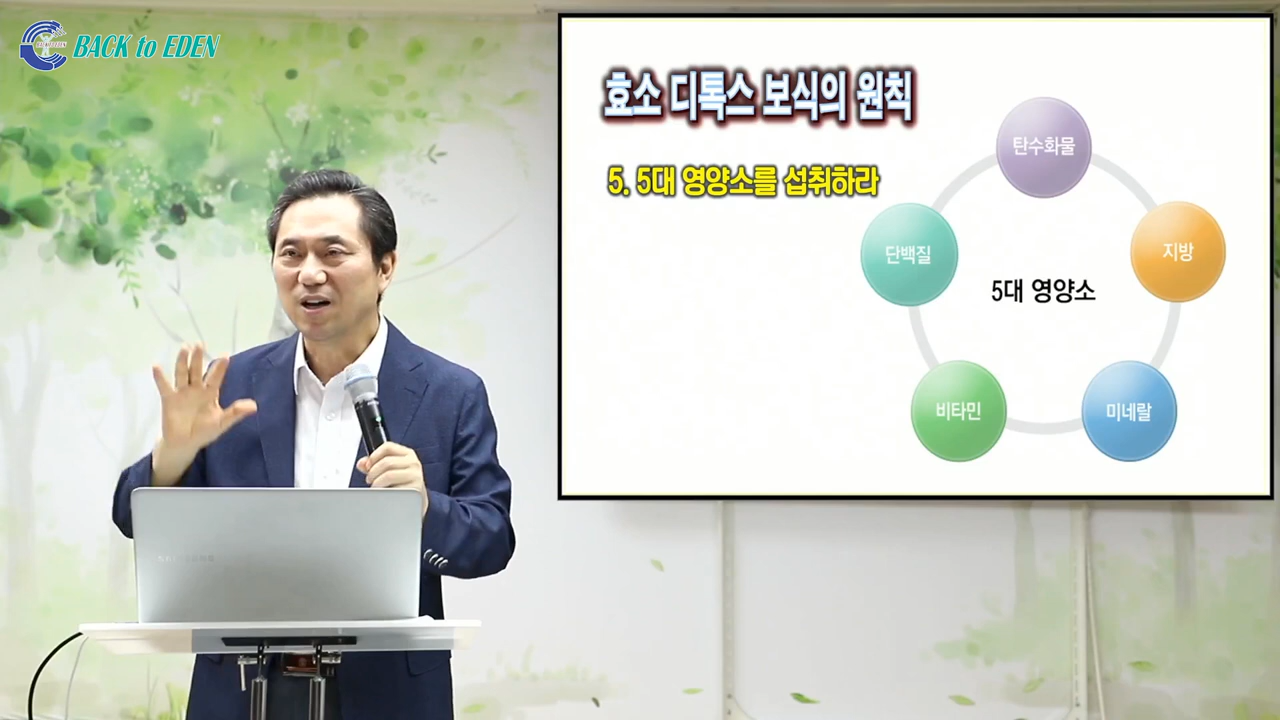 BACK to EDEN
효소 디톡스 보식의 원칙
5. 5대 영양소를 섭취하라
탄수화물
단백질
지방
5대 영양소
비타민
미네랄
SAMSUNG